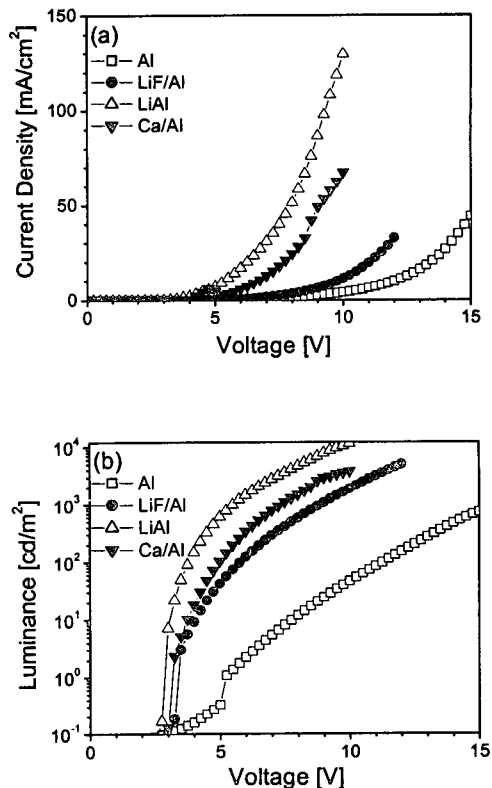 (a)
Al
LiF/Al
LiAl
Ca/Al
Current Density [mA/cm²]
150
100
50
0
0 5 10 15
Voltage [V]
(b)
Al
LiF/Al
LiAl
Ca/Al
Luminance [cd/m²]
10⁴
10³
10²
10¹
10⁰
10⁻¹
0 5 10 15
Voltage [V]